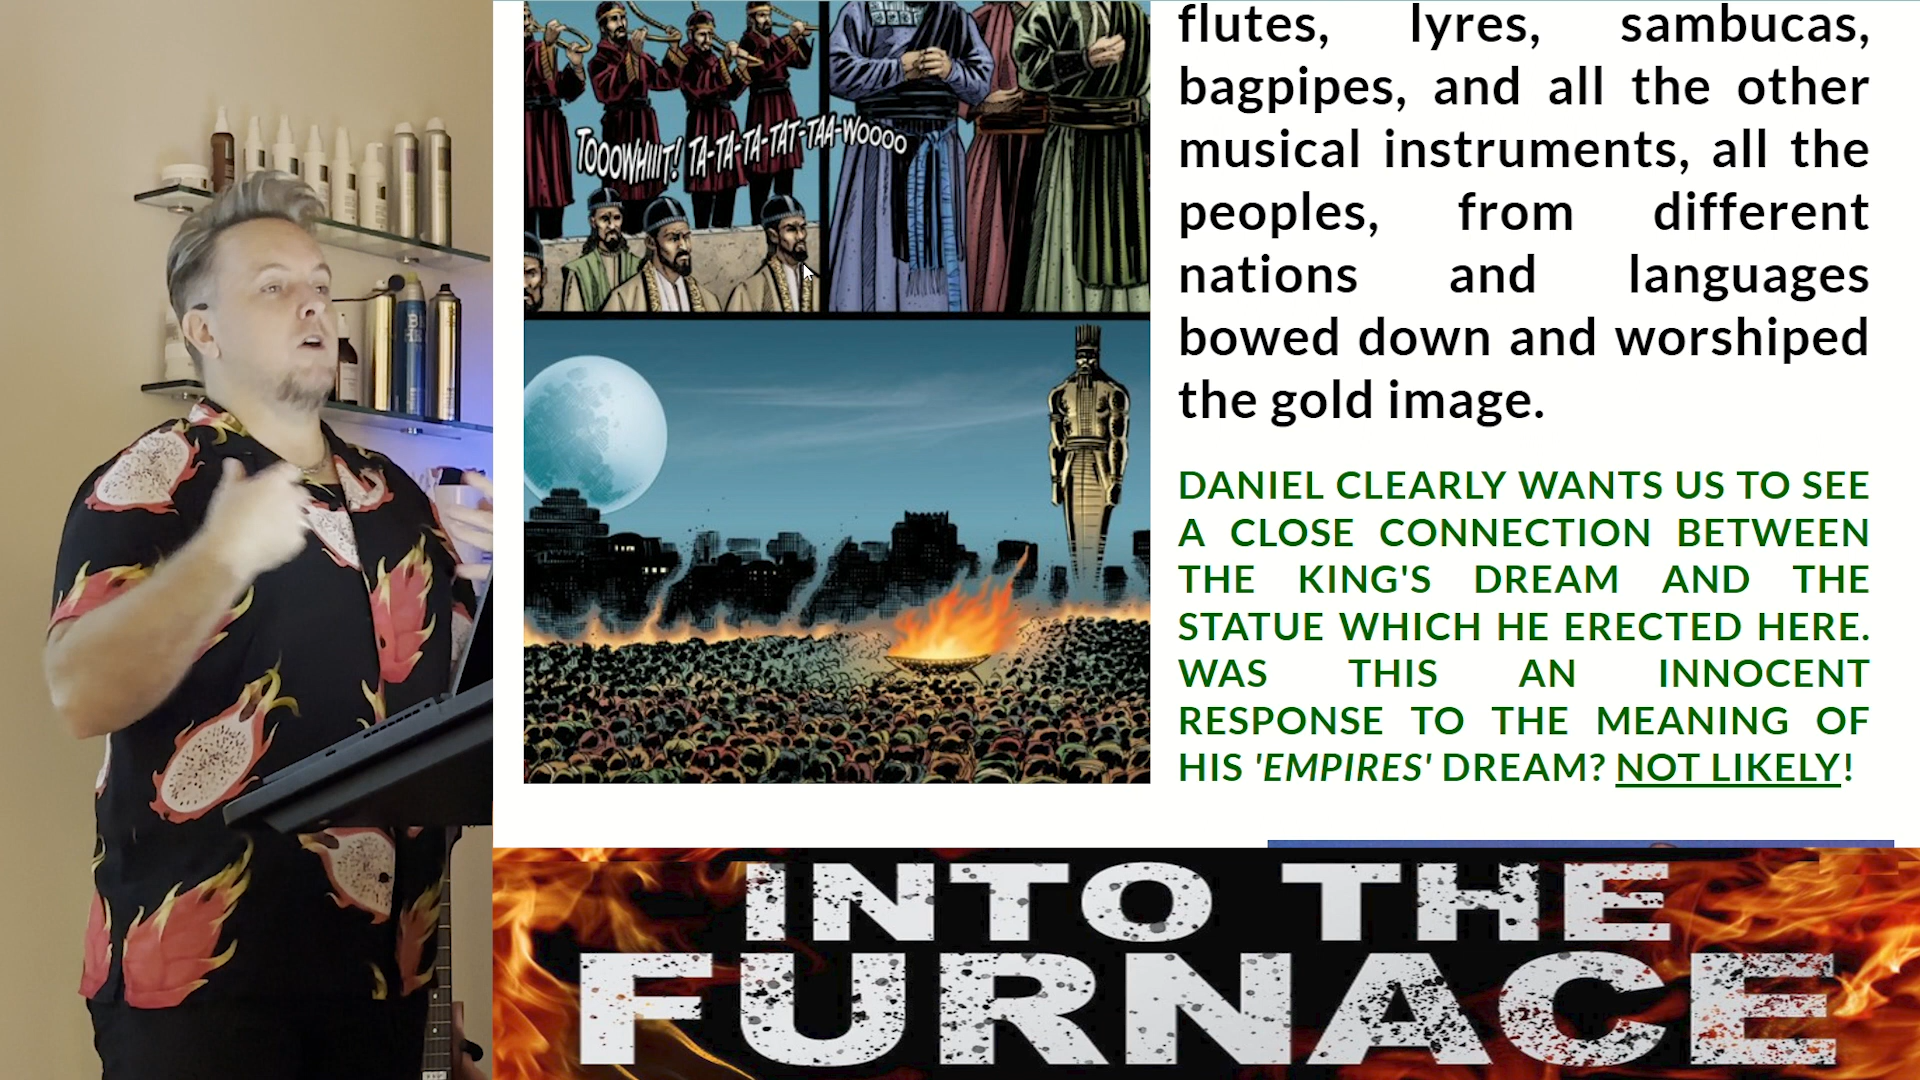 TOOOWHIIIT! TA-TA-TA-TAT-TAA-WOOOO
flutes, lyres, sambucas,
bagpipes, and all the other
musical instruments, all the
peoples, from different
nations and languages
bowed down and worshiped
the gold image.
DANIEL CLEARLY WANTS US TO SEE
A CLOSE CONNECTION BETWEEN
THE KING'S DREAM AND THE
STATUE WHICH HE ERECTED HERE.
WAS THIS AN INNOCENT
RESPONSE TO THE MEANING OF
HIS 'EMPIRES' DREAM? NOT LIKELY!
INTO THE
FURNACE